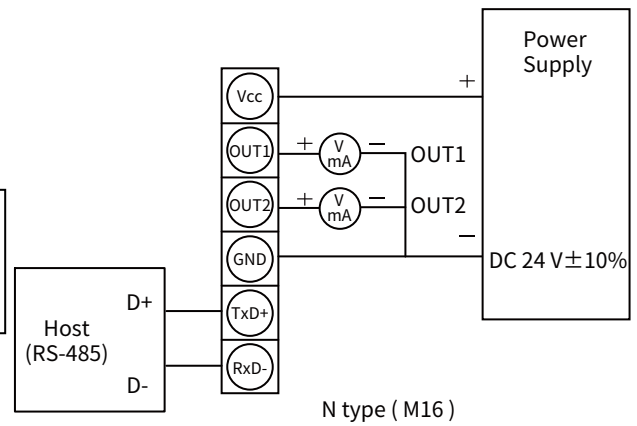 Power
Supply
+
Vcc
OUT1
+
V
mA
−
OUT1
OUT2
+
V
mA
−
OUT2
−
GND
DC 24 V±10%
D+
TxD+
Host
(RS-485)
RxD-
D-
N type ( M16 )